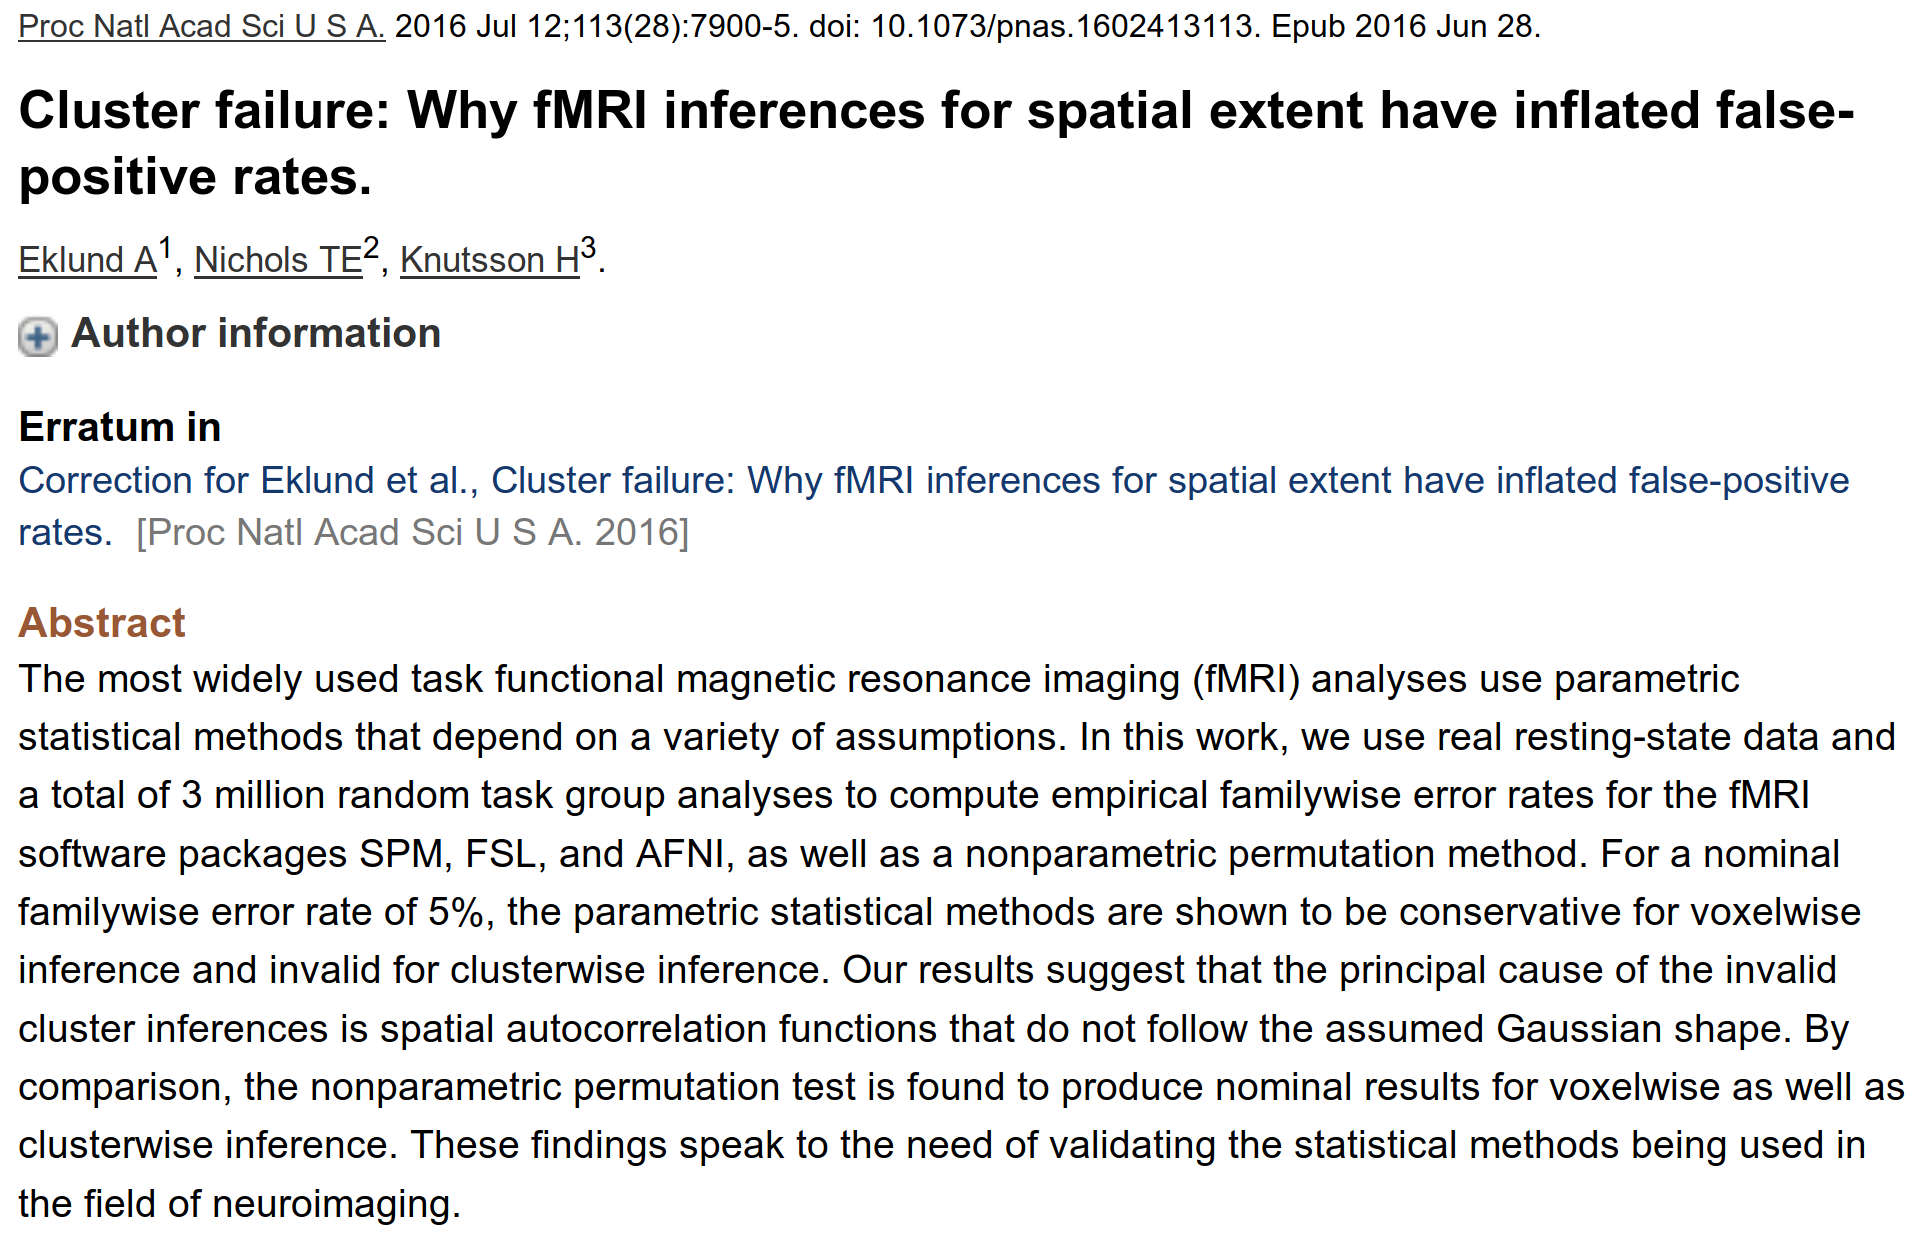 Proc Natl Acad Sci U S A. 2016 Jul 12;113(28):7900-5. doi: 10.1073/pnas.1602413113. Epub 2016 Jun 28.
Cluster failure: Why fMRI inferences for spatial extent have inflated false-
positive rates.
Eklund A1, Nichols TE2, Knutsson H3.
Author information
Erratum in
Correction for Eklund et al., Cluster failure: Why fMRI inferences for spatial extent have inflated false-positive
rates. [Proc Natl Acad Sci U S A. 2016]
Abstract
The most widely used task functional magnetic resonance imaging (fMRI) analyses use parametric
statistical methods that depend on a variety of assumptions. In this work, we use real resting-state data and
a total of 3 million random task group analyses to compute empirical familywise error rates for the fMRI
software packages SPM, FSL, and AFNI, as well as a nonparametric permutation method. For a nominal
familywise error rate of 5%, the parametric statistical methods are shown to be conservative for voxelwise
inference and invalid for clusterwise inference. Our results suggest that the principal cause of the invalid
cluster inferences is spatial autocorrelation functions that do not follow the assumed Gaussian shape. By
comparison, the nonparametric permutation test is found to produce nominal results for voxelwise as well as
clusterwise inference. These findings speak to the need of validating the statistical methods being used in
the field of neuroimaging.